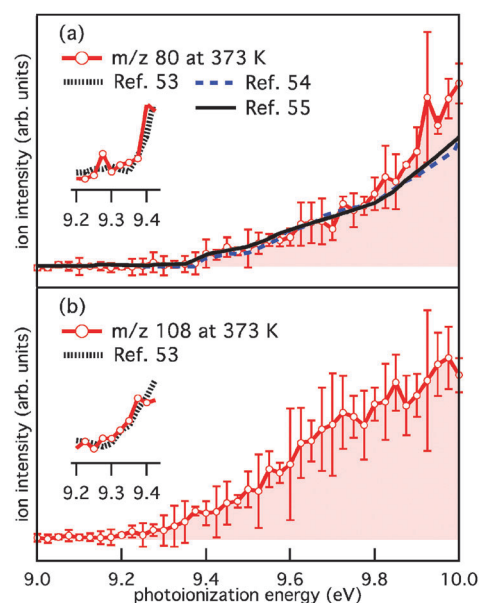 (a)
m/z 80 at 373 K
Ref. 53
Ref. 54
Ref. 55
9.2 9.3 9.4
ion intensity (arb. units)
(b)
m/z 108 at 373 K
Ref. 53
9.2 9.3 9.4
ion intensity (arb. units)
9.0 9.2 9.4 9.6 9.8 10.0
photoionization energy (eV)